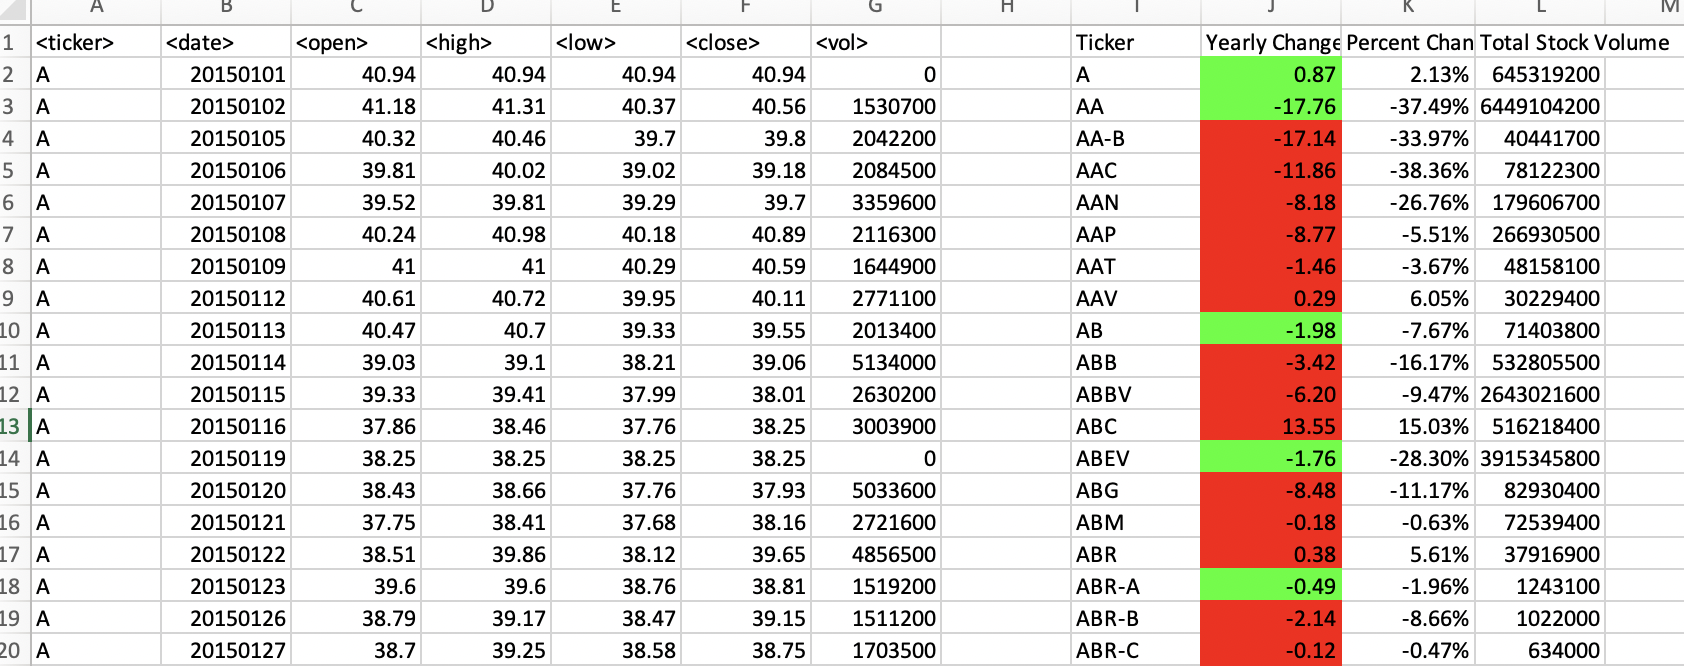 A B C D E F G H I J K L M
1 <ticker> <date> <open> <high> <low> <close> <vol> Ticker Yearly Change Percent Chan Total Stock Volume
2 A 20150101 40.94 40.94 40.94 40.94 0 A 0.87 2.13% 645319200
3 A 20150102 41.18 41.31 40.37 40.56 1530700 AA -17.76 -37.49% 6449104200
4 A 20150105 40.32 40.46 39.7 39.8 2042200 AA-B -17.14 -33.97% 40441700
5 A 20150106 39.81 40.02 39.02 39.18 2084500 AAC -11.86 -38.36% 78122300
6 A 20150107 39.52 39.81 39.29 39.7 3359600 AAN -8.18 -26.76% 179606700
7 A 20150108 40.24 40.98 40.18 40.89 2116300 AAP -8.77 -5.51% 266930500
8 A 20150109 41 41 40.29 40.59 1644900 AAT -1.46 -3.67% 48158100
9 A 20150112 40.61 40.72 39.95 40.11 2771100 AAV 0.29 6.05% 30229400
10 A 20150113 40.47 40.7 39.33 39.55 2013400 AB -1.98 -7.67% 71403800
11 A 20150114 39.03 39.1 38.21 39.06 5134000 ABB -3.42 -16.17% 532805500
12 A 20150115 39.33 39.41 37.99 38.01 2630200 ABBV -6.20 -9.47% 2643021600
13 A 20150116 37.86 38.46 37.76 38.25 3003900 ABC 13.55 15.03% 516218400
14 A 20150119 38.25 38.25 38.25 38.25 0 ABEV -1.76 -28.30% 3915345800
15 A 20150120 38.43 38.66 37.76 37.93 5033600 ABG -8.48 -11.17% 82930400
16 A 20150121 37.75 38.41 37.68 38.16 2721600 ABM -0.18 -0.63% 72539400
17 A 20150122 38.51 39.86 38.12 39.65 4856500 ABR 0.38 5.61% 37916900
18 A 20150123 39.6 39.6 38.76 38.81 1519200 ABR-A -0.49 -1.96% 1243100
19 A 20150126 38.79 39.17 38.47 39.15 1511200 ABR-B -2.14 -8.66% 1022000
20 A 20150127 38.7 39.25 38.58 38.75 1703500 ABR-C -0.12 -0.47% 634000